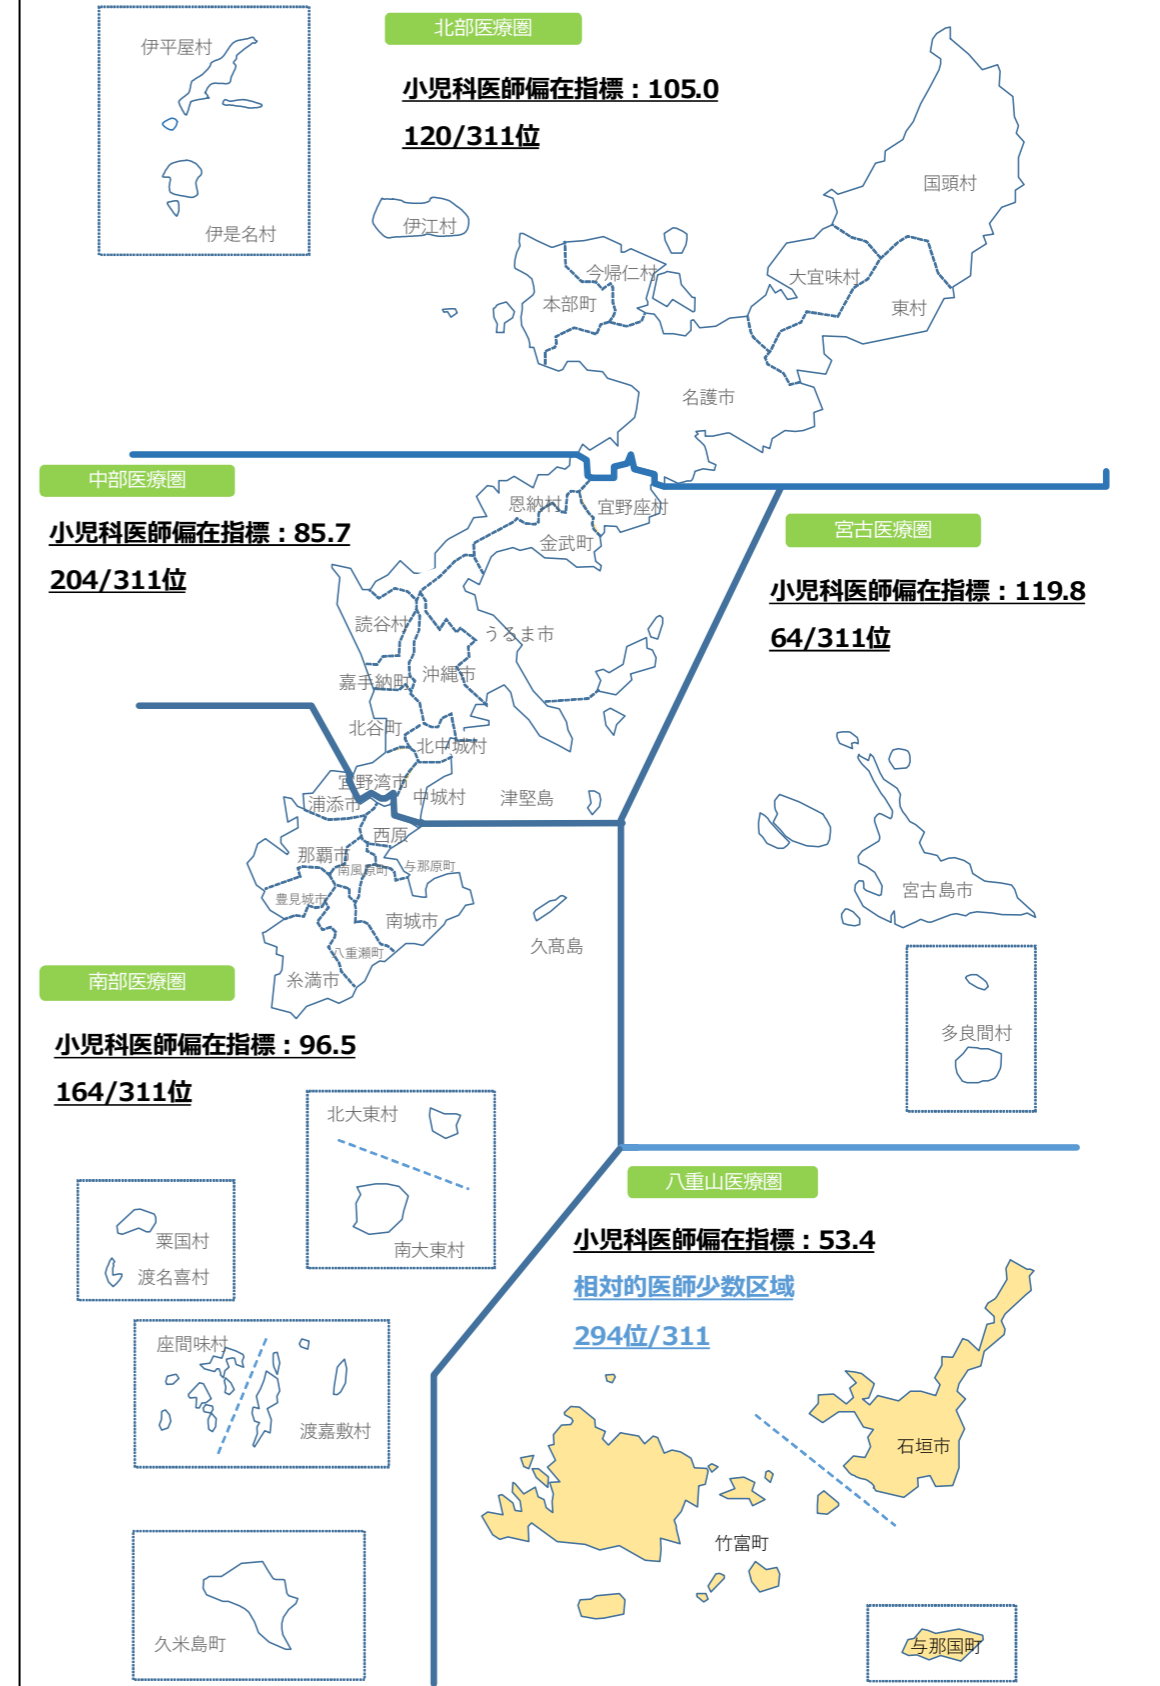 北部医療圏
小児科医師偏在指標：105.0
120/311位
伊平屋村
伊是名村
伊江村
国頭村
今帰仁村
本部町
大宜味村
東村
名護市
中部医療圏
小児科医師偏在指標：85.7
204/311位
恩納村
宜野座村
金武町
読谷村
うるま市
嘉手納町
沖縄市
北谷町
北中城村
宜野湾市
中城村
津堅島
宮古医療圏
小児科医師偏在指標：119.8
64/311位
宮古島市
多良間村
浦添市
西原
那覇市
南風原町
与那原町
豊見城市
南城市
八重瀬町
糸満市
久髙島
南部医療圏
小児科医師偏在指標：96.5
164/311位
北大東村
南大東村
粟国村
渡名喜村
座間味村
渡嘉敷村
久米島町
八重山医療圏
小児科医師偏在指標：53.4
相対的医師少数区域
294位/311
石垣市
竹富町
与那国町